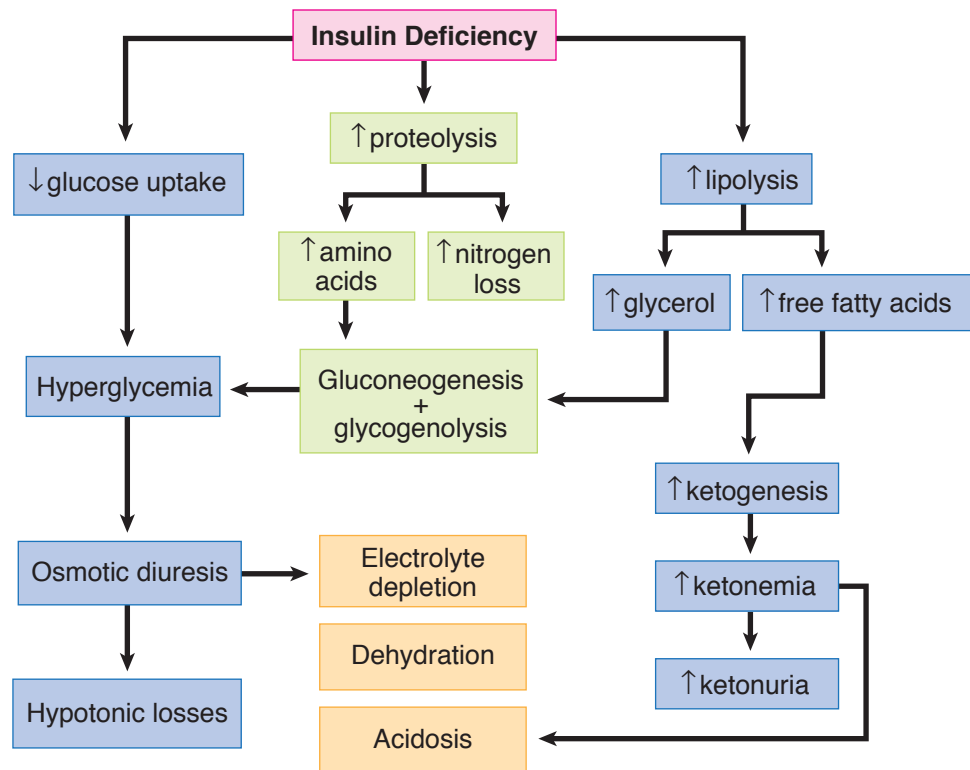 Insulin Deficiency
↑proteolysis
↓glucose uptake
↑lipolysis
↑amino
acids
↑nitrogen
loss
↑glycerol
↑free fatty acids
Hyperglycemia
Gluconeogenesis
+
glycogenolysis
↑ketogenesis
Osmotic diuresis
Electrolyte
depletion
↑ketonemia
Dehydration
↑ketonuria
Hypotonic losses
Acidosis